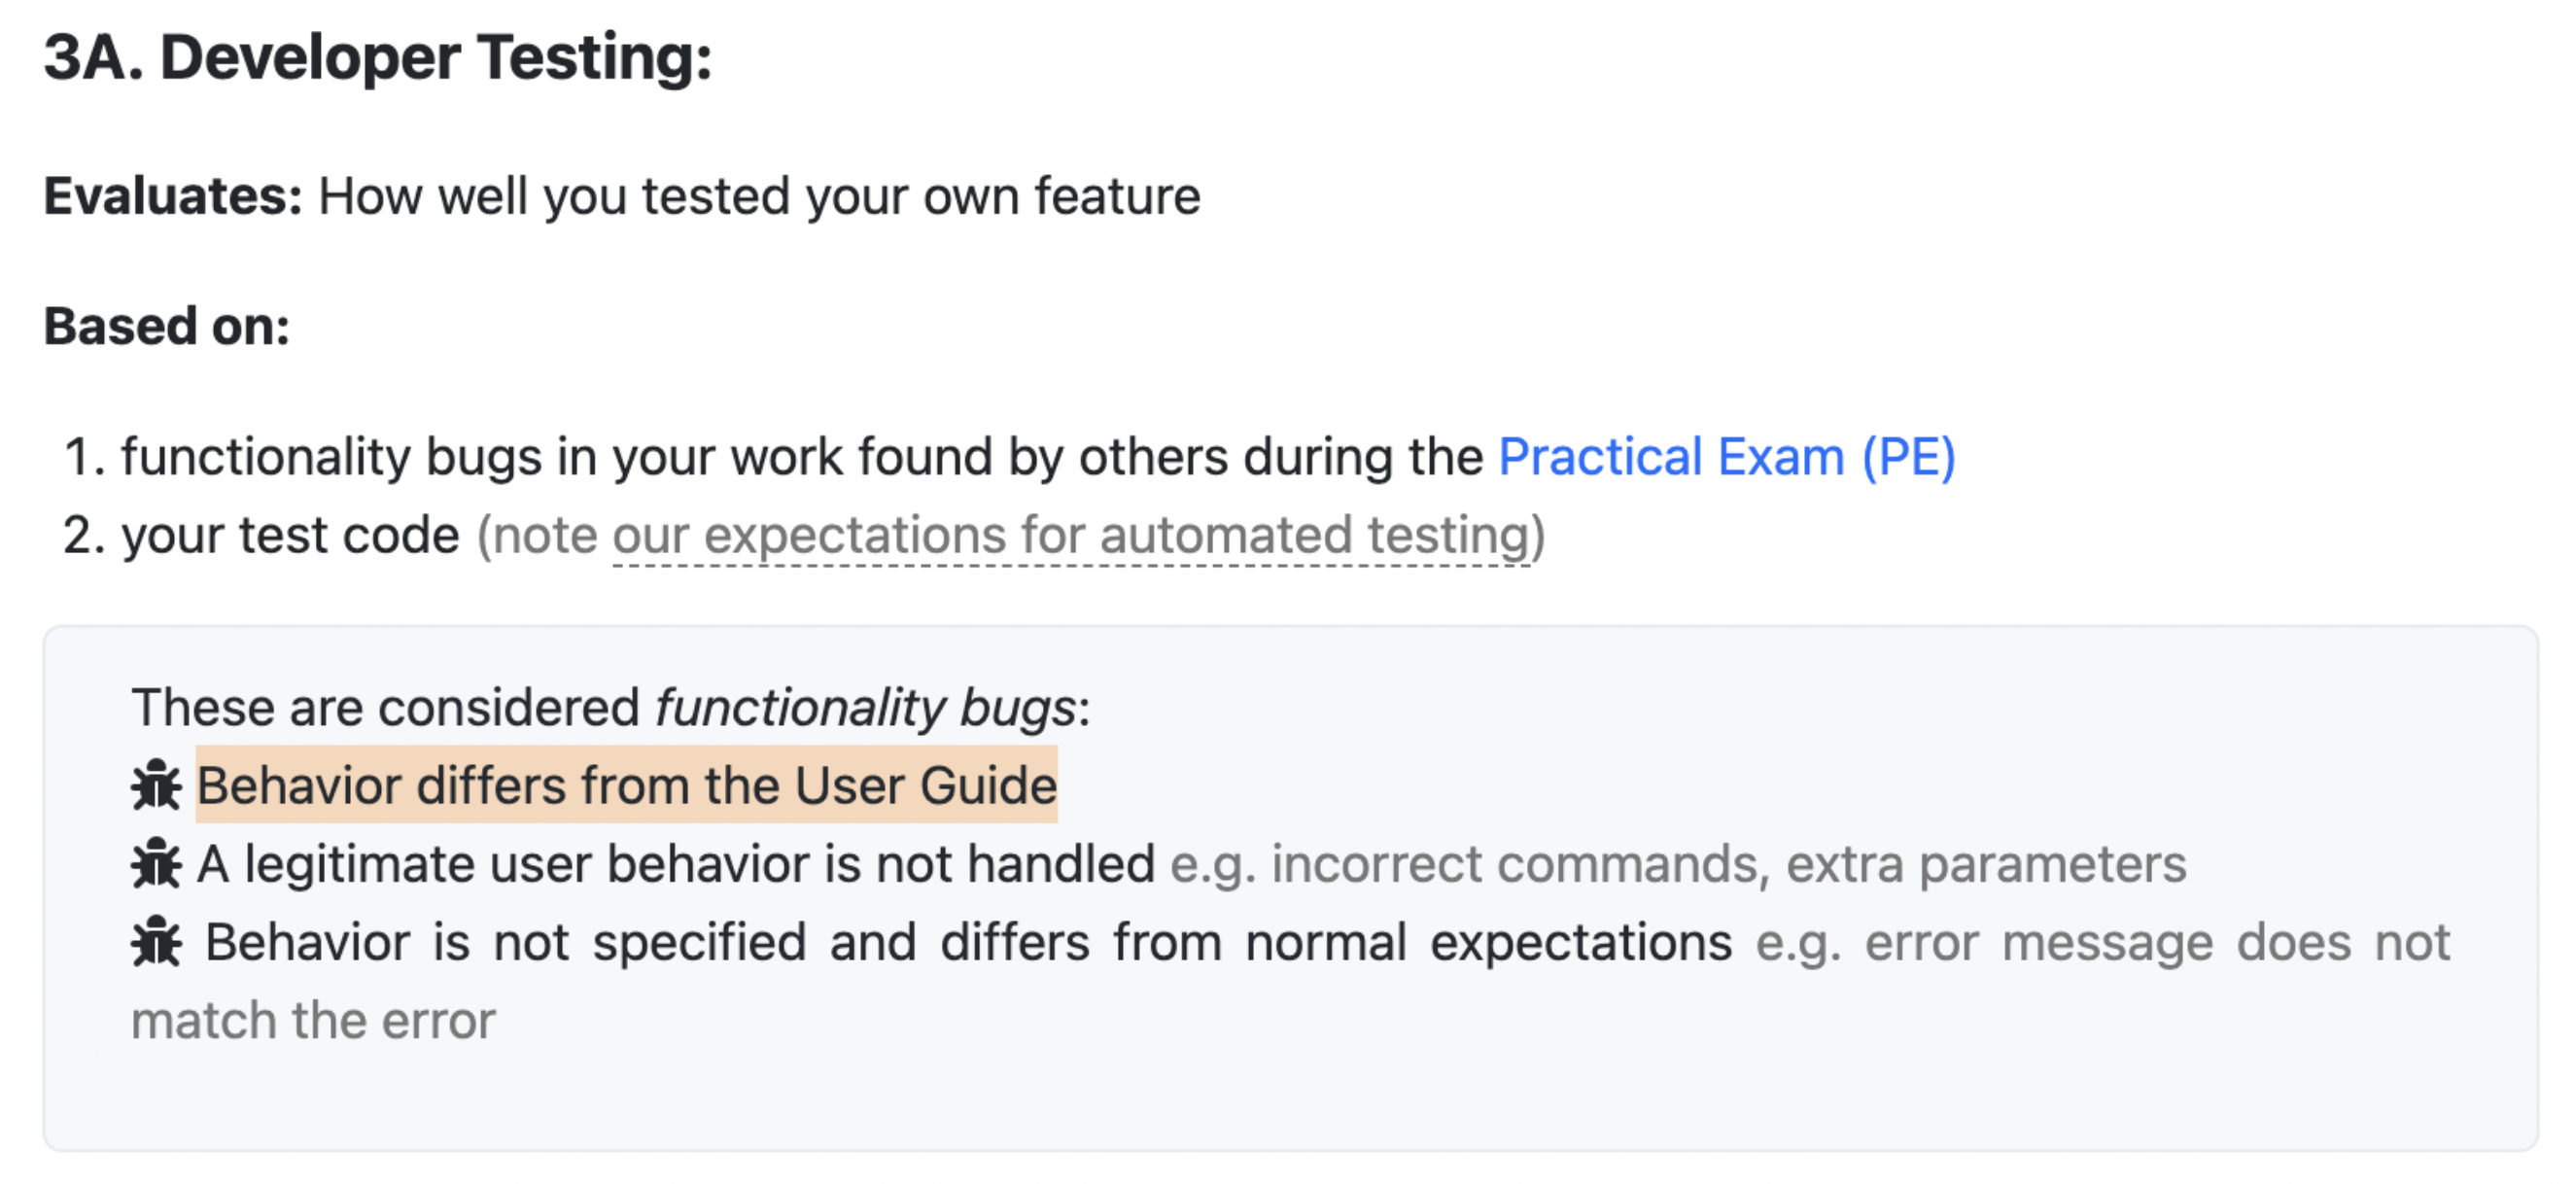 3A. Developer Testing:
Evaluates: How well you tested your own feature
Based on:
1. functionality bugs in your work found by others during the Practical Exam (PE)
2. your test code (note our expectations for automated testing)
These are considered functionality bugs:
Behavior differs from the User Guide
A legitimate user behavior is not handled e.g. incorrect commands, extra parameters
Behavior is not specified and differs from normal expectations e.g. error message does not
match the error